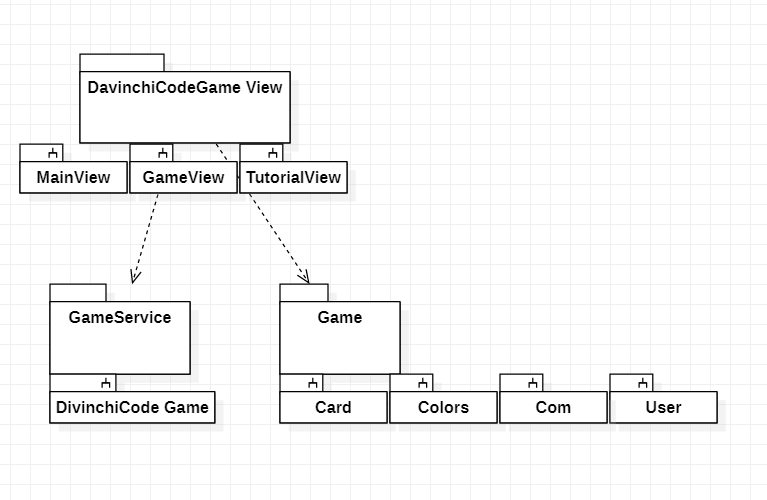 DavinchiCodeGame View
MainView
GameView
TutorialView
GameService
Game
DivinchiCode Game
Card
Colors
Com
User